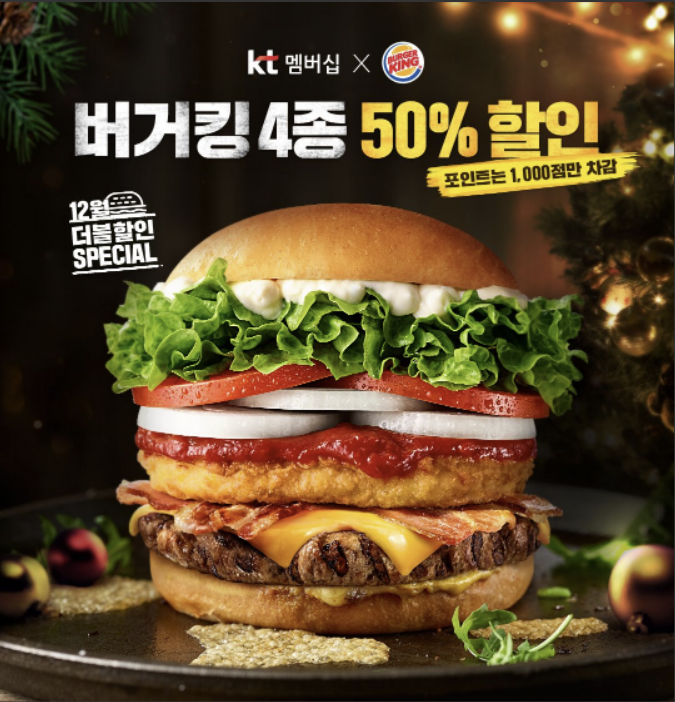 kt 멤버십 × BURGER KING
버거킹 4종 50% 할인
포인트는 1,000점만 차감
12월
더블할인
SPECIAL